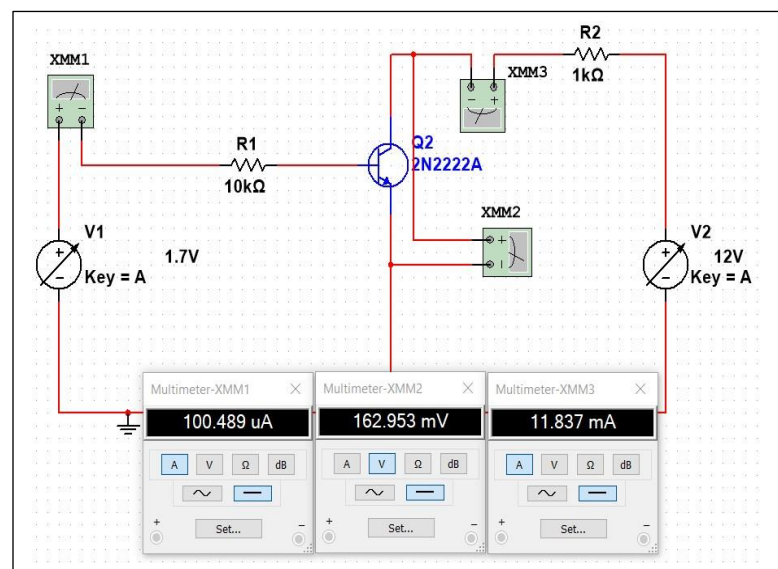 XMM1
R2
1kΩ
XMM3
R1
10kΩ
Q2
2N2222A
XMM2
V1
1.7V
Key = A
V2
12V
Key = A
Multimeter-XMM1
100.489 uA
A V Ω dB
Set...
Multimeter-XMM2
162.953 mV
A V Ω dB
Set...
Multimeter-XMM3
11.837 mA
A V Ω dB
Set...